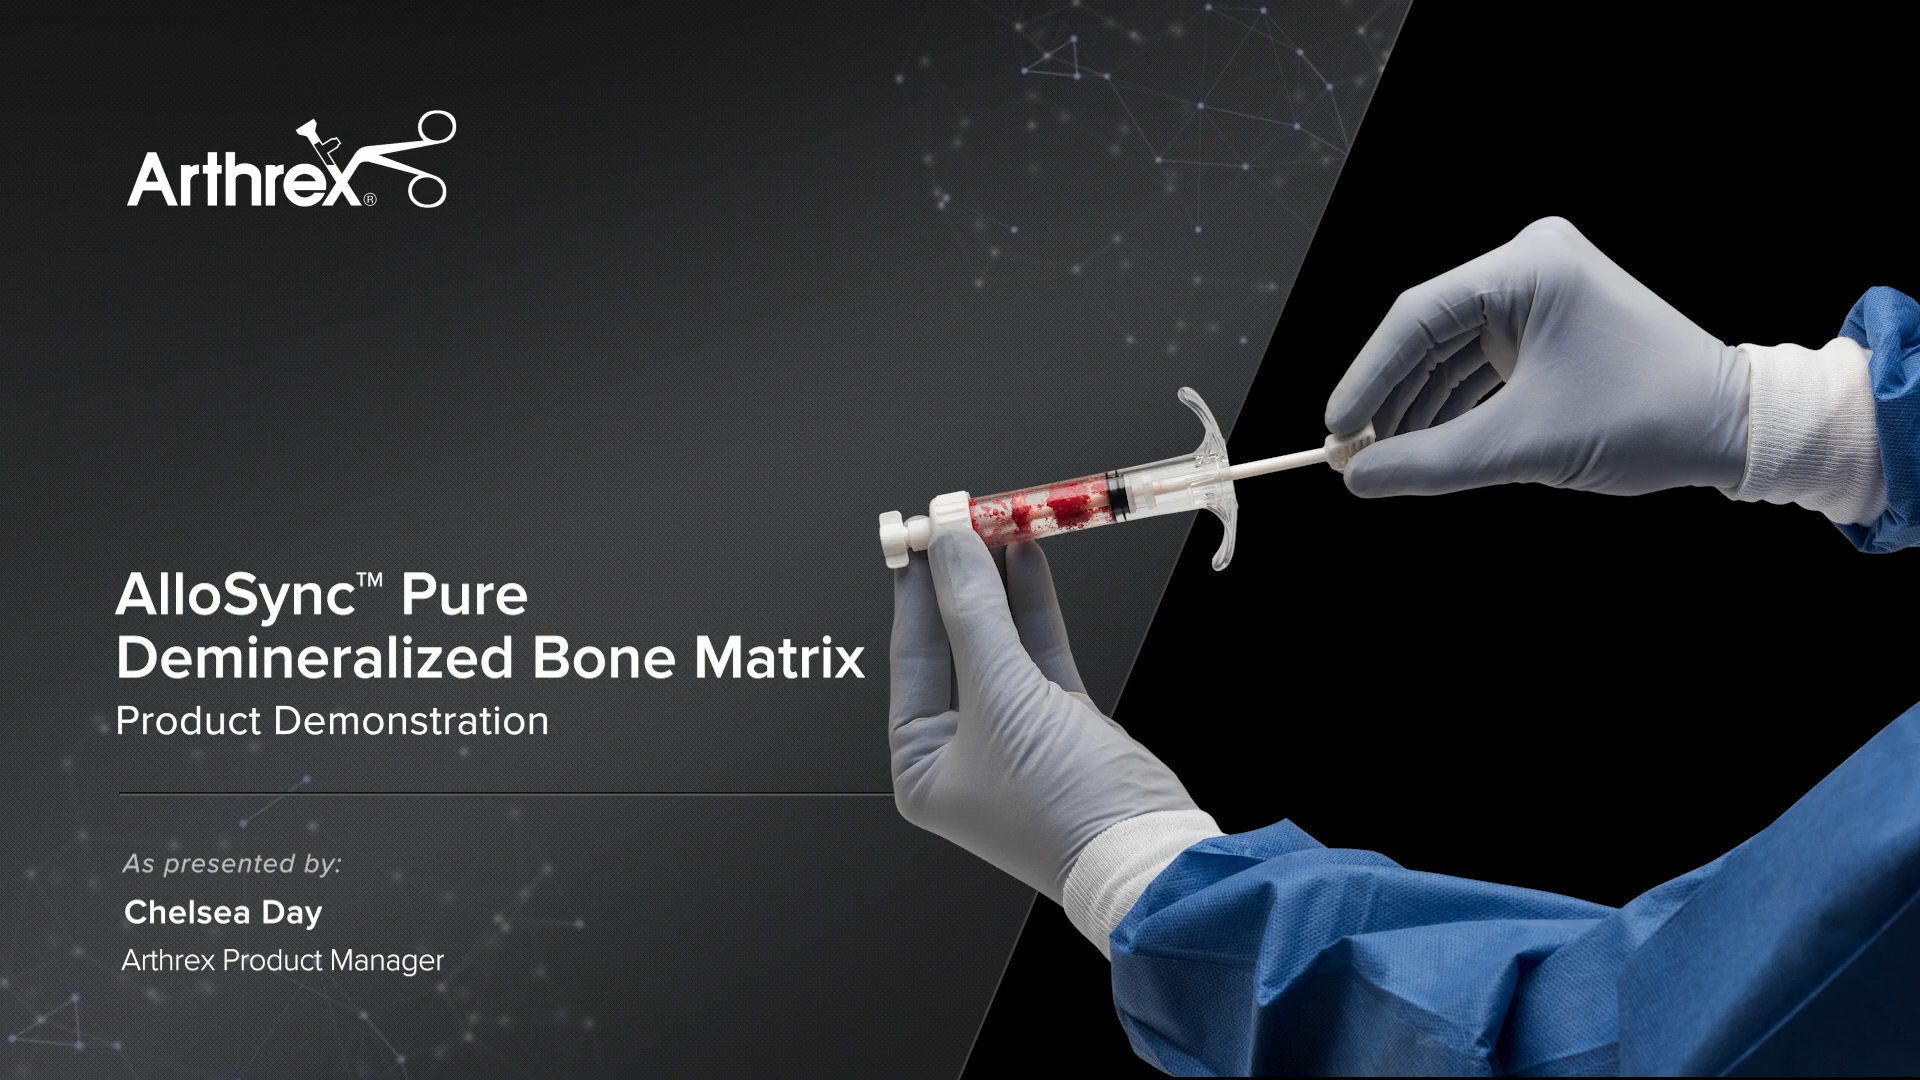 Arthrex®
AlloSync™ Pure
Demineralized Bone Matrix
Product Demonstration
As presented by:
Chelsea Day
Arthrex Product Manager